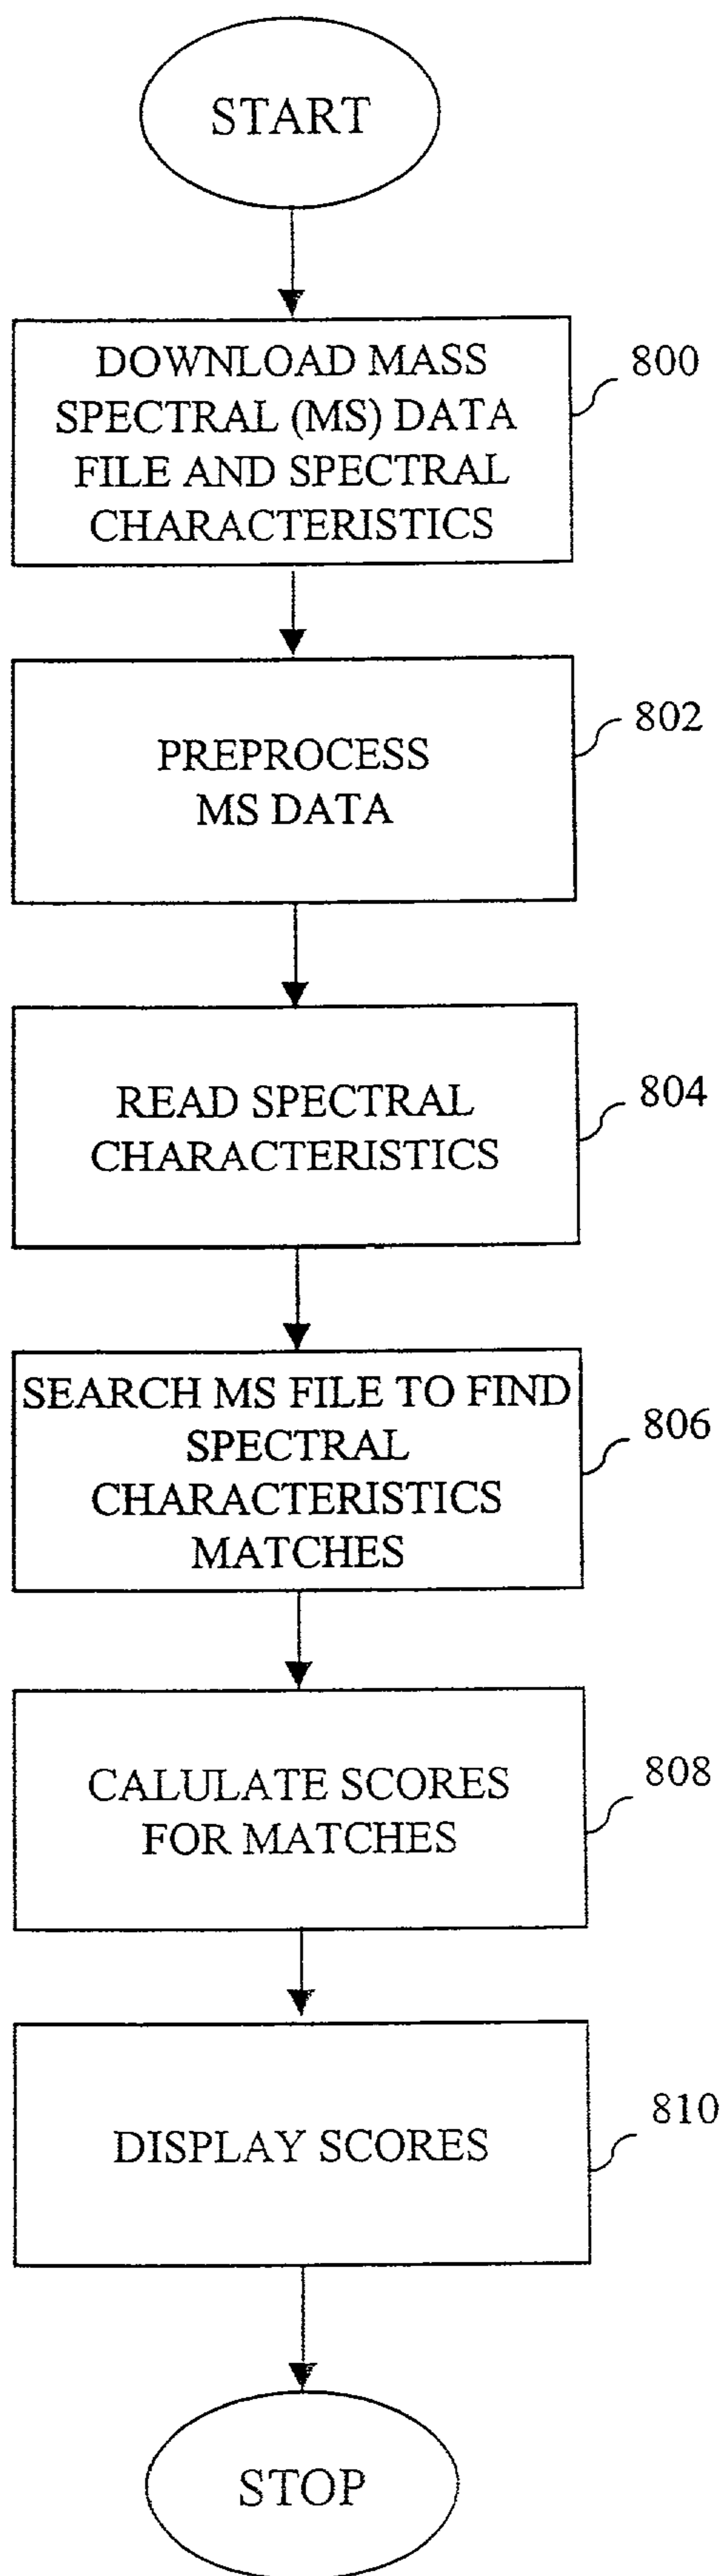 START
DOWNLOAD MASS
SPECTRAL (MS) DATA
FILE AND SPECTRAL
CHARACTERISTICS
800
PREPROCESS
MS DATA
802
READ SPECTRAL
CHARACTERISTICS
804
SEARCH MS FILE TO FIND
SPECTRAL
CHARACTERISTICS
MATCHES
806
CALULATE SCORES
FOR MATCHES
808
DISPLAY SCORES
810
STOP